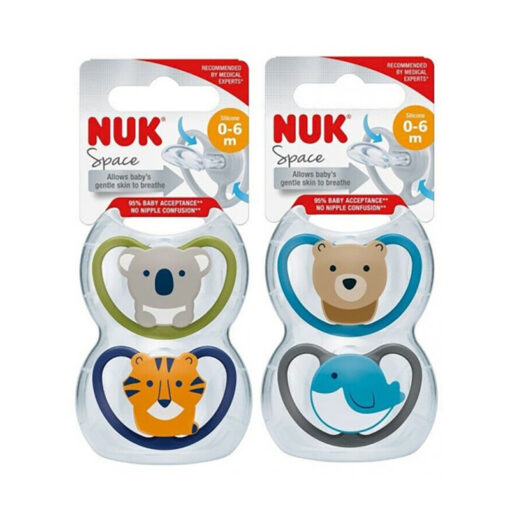 RECOMMENDED
BY MEDICAL
EXPERTS*
NUK
Space
Silicone
0-6
m
Allows baby's
gentle skin to breathe
95% BABY ACCEPTANCE**
NO NIPPLE CONFUSION**
RECOMMENDED
BY MEDICAL
EXPERTS*
NUK
Space
Silicone
0-6
m
Allows baby's
gentle skin to breathe
95% BABY ACCEPTANCE**
NO NIPPLE CONFUSION**